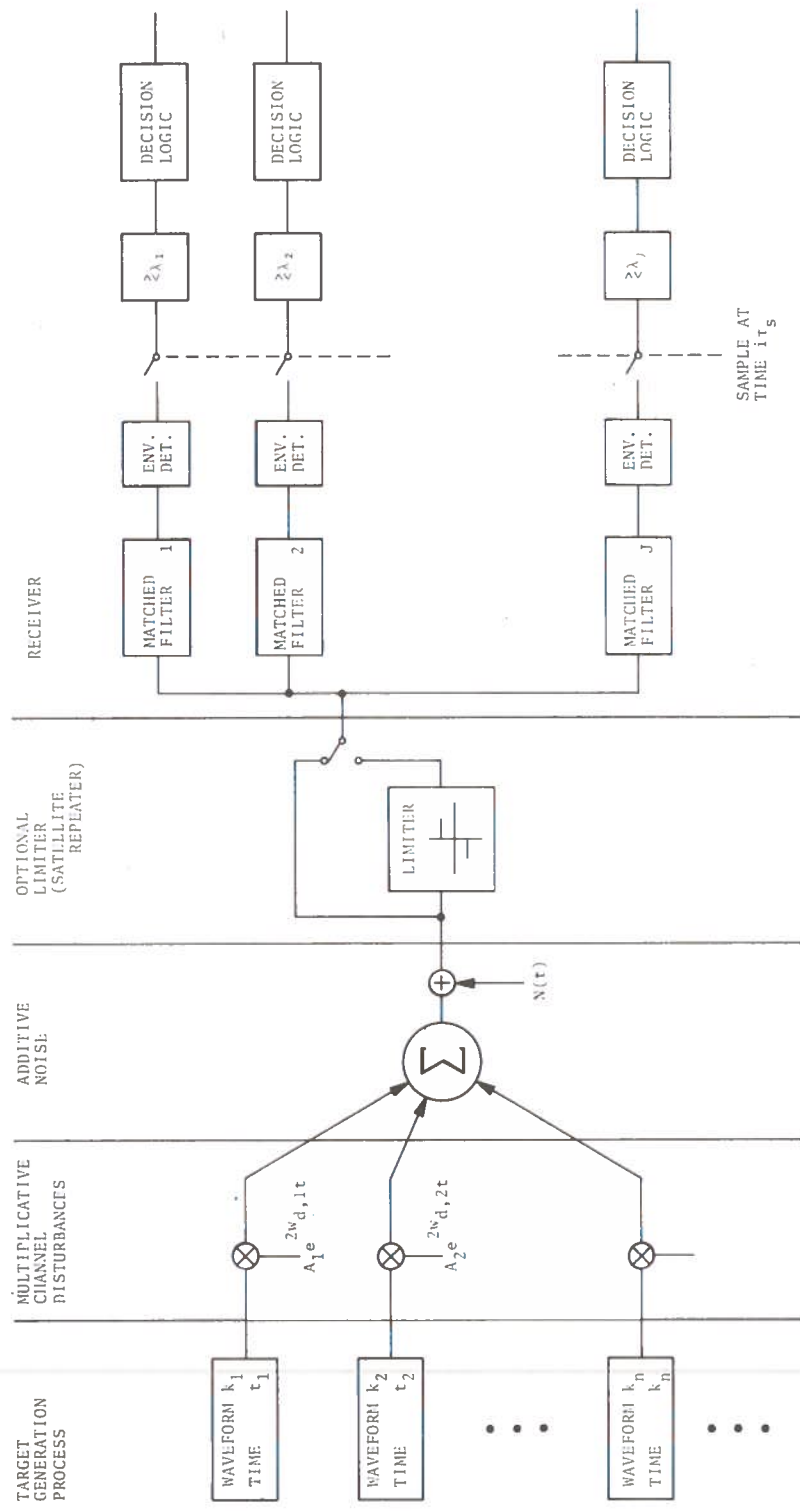 TARGET
GENERATION
PROCESS
MULTIPLICATIVE
CHANNEL
DISTURBANCES
ADDITIVE
NOISE
OPTIONAL
LIMITER
(SATELLITE
REPEATER)
RECEIVER
WAVEFORM k1
TIME t1
WAVEFORM k2
TIME t2
WAVEFORM kn
TIME kn
A1e^2wd,1t
A2e^2wd,2t
Σ
+
N(t)
LIMITER
MATCHED
FILTER 1
ENV.
DET.
≥λ1
DECISION
LOGIC
MATCHED
FILTER 2
ENV.
DET.
≥λ2
DECISION
LOGIC
MATCHED
FILTER J
ENV.
DET.
≥λJ
DECISION
LOGIC
SAMPLE AT
TIME iτs